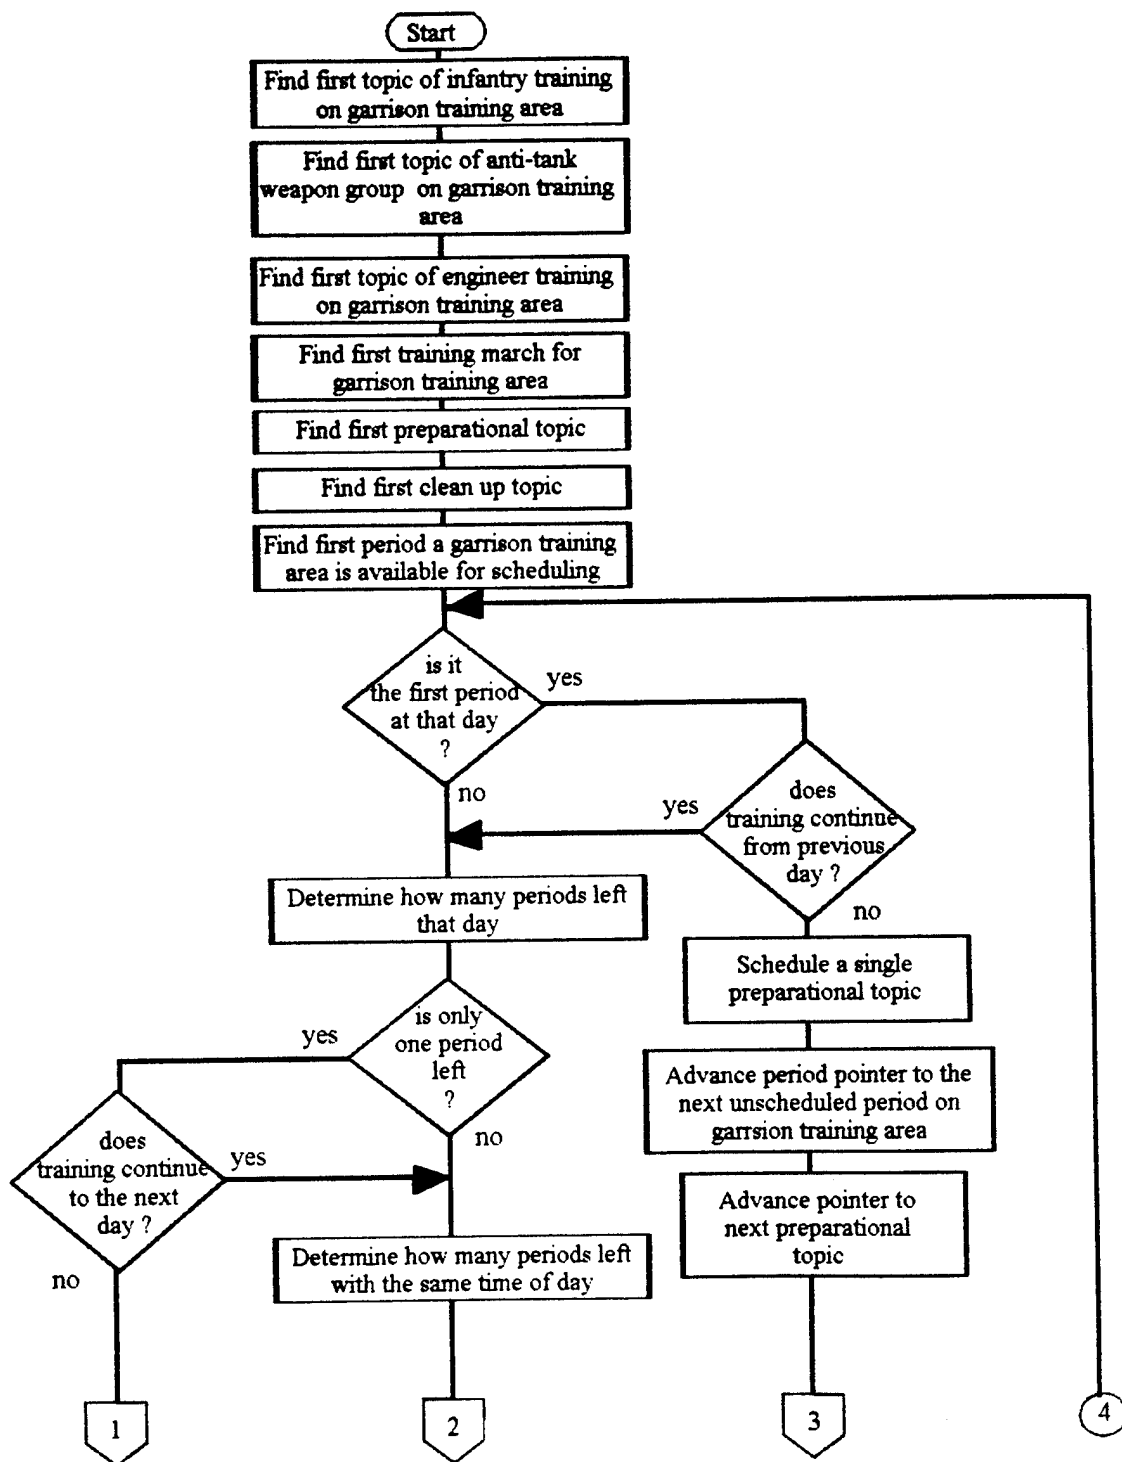 Start
Find first topic of infantry training
on garrison training area
Find first topic of anti-tank
weapon group on garrison training
area
Find first topic of engineer training
on garrison training area
Find first training march for
garrison training area
Find first preparational topic
Find first clean up topic
Find first period a garrison training
area is available for scheduling
is it
the first period
at that day
?
yes
no
does
training continue
from previous
day ?
yes
no
Determine how many periods left
that day
Schedule a single
preparational topic
is only
one period
left
?
yes
no
Advance period pointer to the
next unscheduled period on
garrsion training area
does
training continue
to the next
day ?
yes
no
Advance pointer to
next preparational
topic
Determine how many periods left
with the same time of day
1
2
3
4